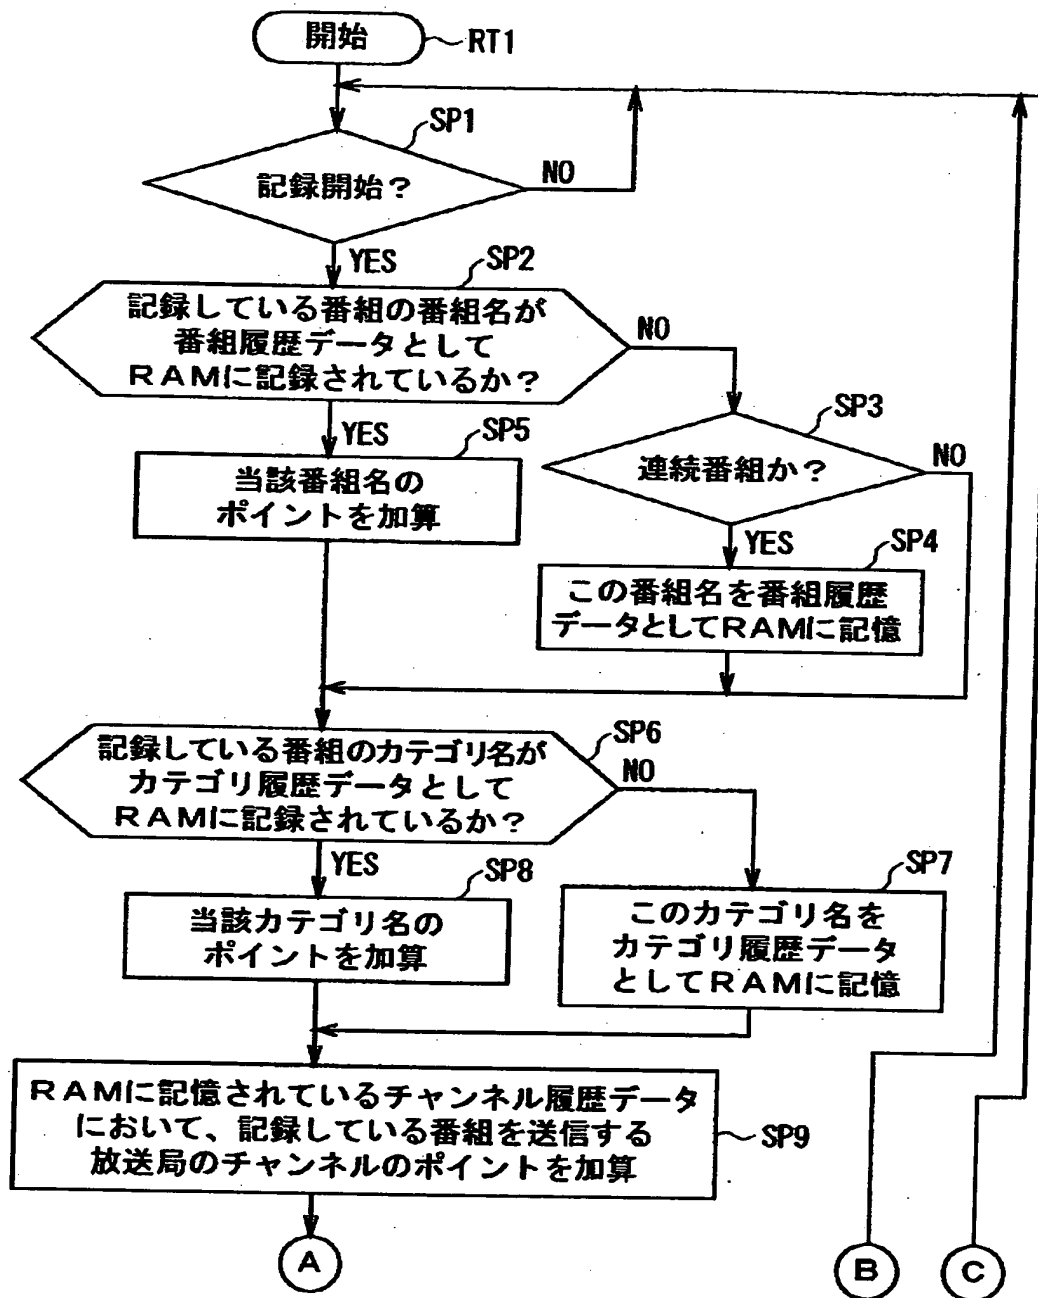 開始
RT1
SP1
記録開始？
NO
YES
SP2
記録している番組の番組名が
番組履歴データとして
ＲＡＭに記録されているか？
NO
YES
SP3
連続番組か？
NO
SP5
当該番組名の
ポイントを加算
YES
SP4
この番組名を番組履歴
データとしてＲＡＭに記憶
SP6
記録している番組のカテゴリ名が
カテゴリ履歴データとして
ＲＡＭに記録されているか？
NO
YES
SP8
当該カテゴリ名の
ポイントを加算
SP7
このカテゴリ名を
カテゴリ履歴データ
としてＲＡＭに記憶
ＲＡＭに記憶されているチャンネル履歴データ
において、記録している番組を送信する
放送局のチャンネルのポイントを加算
SP9
A
B
C